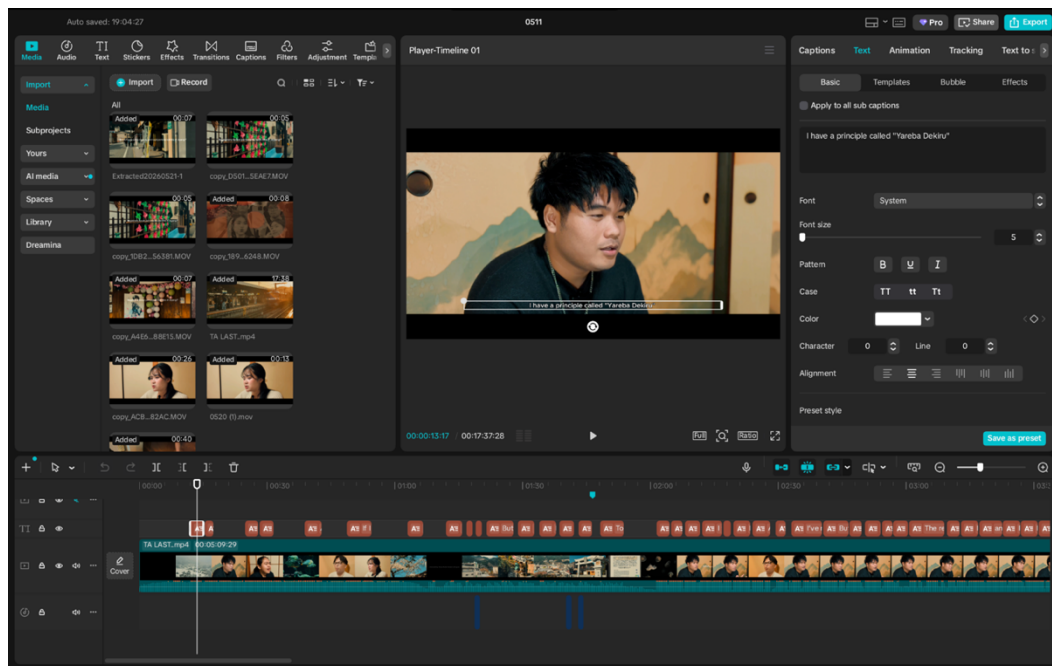 Auto saved: 19:04:27
0511
Pro
Share
Export
Media
Audio
Text
Stickers
Effects
Transitions
Captions
Filters
Adjustment
Templa
Player-Timeline 01
Captions
Text
Animation
Tracking
Text to s
Import
Media
Subprojects
Yours
AI media
Spaces
Library
Dreamina
Import
Record
All
Added 00:07
00:05
Extracted20260521-1
copy_D501...5EAE7.MOV
00:05
Added 00:08
copy_1DB2...56381.MOV
copy_189...6248.MOV
Added 00:07
Added 17:38
copy_A4E6...88E13.MOV
TA LAST..mp4
Added 00:26
Added 00:13
copy_ACB...82AC.MOV
0520 (1).mov
Added 00:40
I have a principle called "Yareba Dekiru"
00:00:13:17 / 00:17:37:28
Full
Ratio
Basic
Templates
Bubble
Effects
Apply to all sub captions
I have a principle called "Yareba Dekiru"
Font
System
Font size
5
Pattern
B U I
Case
TT tt Tt
Color
Character 0
Line 0
Alignment
Preset style
Save as preset
00:00
00:30
01:00
01:30
02:00
02:30
03:00
TI
But
To
The
TA LAST..mp4 00:05:09:29
Cover